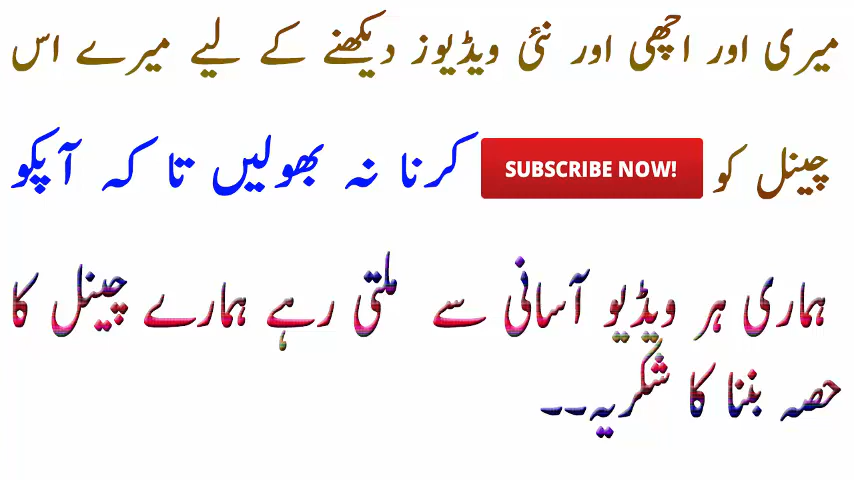 میری اور اچھی اور نئی ویڈیوز دیکھنے کے لیے میرے اس
چینل کو SUBSCRIBE NOW! کرنا نہ بھولیں تا کہ آپکو
ہماری ہر ویڈیو آسانی سے ملتی رہے ہمارے چینل کا
حصہ بننا کا شکریہ--